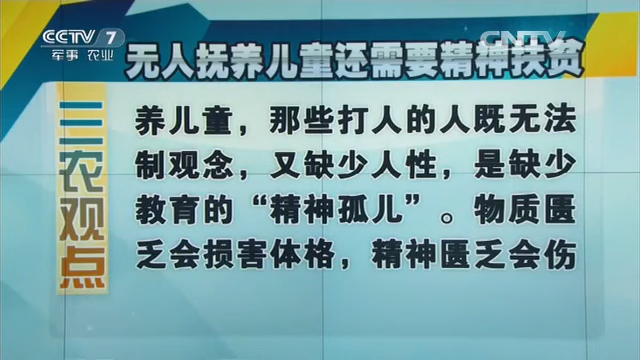 CCTV 7
军事 农业
CNTV
无人抚养儿童还需要精神扶贫
三农观点
养儿童，那些打人的人既无法
制观念，又缺少人性，是缺少
教育的“精神孤儿”。物质匮
乏会损害体格，精神匮乏会伤